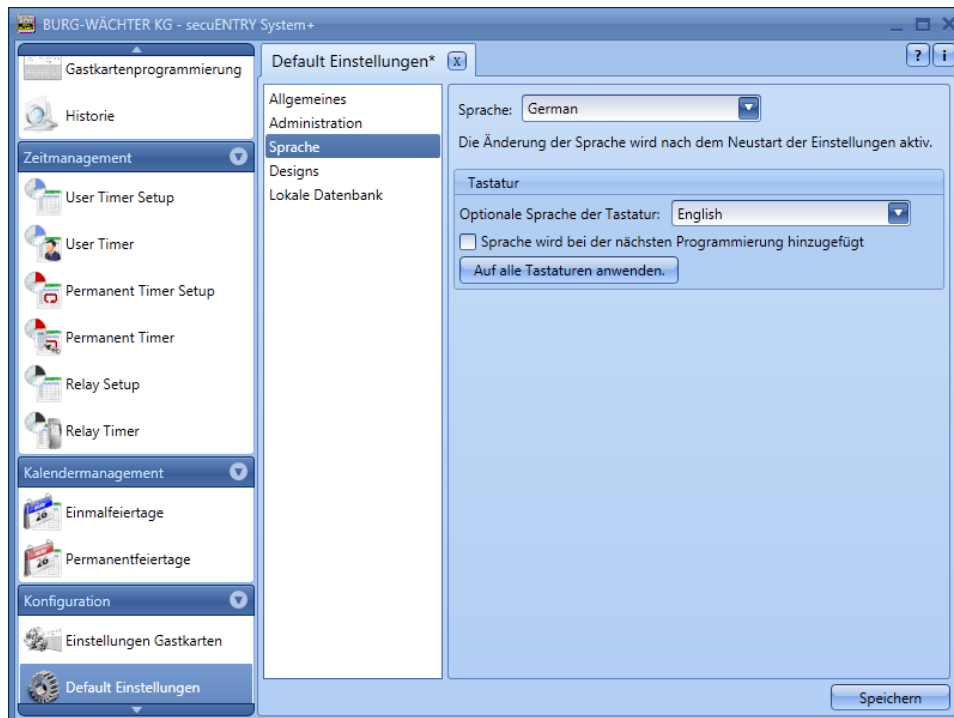 BURG-WÄCHTER KG - secuENTRY System+
Gastkartenprogrammierung
Historie
Zeitmanagement
User Timer Setup
User Timer
Permanent Timer Setup
Permanent Timer
Relay Setup
Relay Timer
Kalendermanagement
Einmalfeiertage
Permanentfeiertage
Konfiguration
Einstellungen Gastkarten
Default Einstellungen
Default Einstellungen* X
? i
Allgemeines
Administration
Sprache
Designs
Lokale Datenbank
Sprache: German
Die Änderung der Sprache wird nach dem Neustart der Einstellungen aktiv.
Tastatur
Optionale Sprache der Tastatur: English
Sprache wird bei der nächsten Programmierung hinzugefügt
Auf alle Tastaturen anwenden.
Speichern